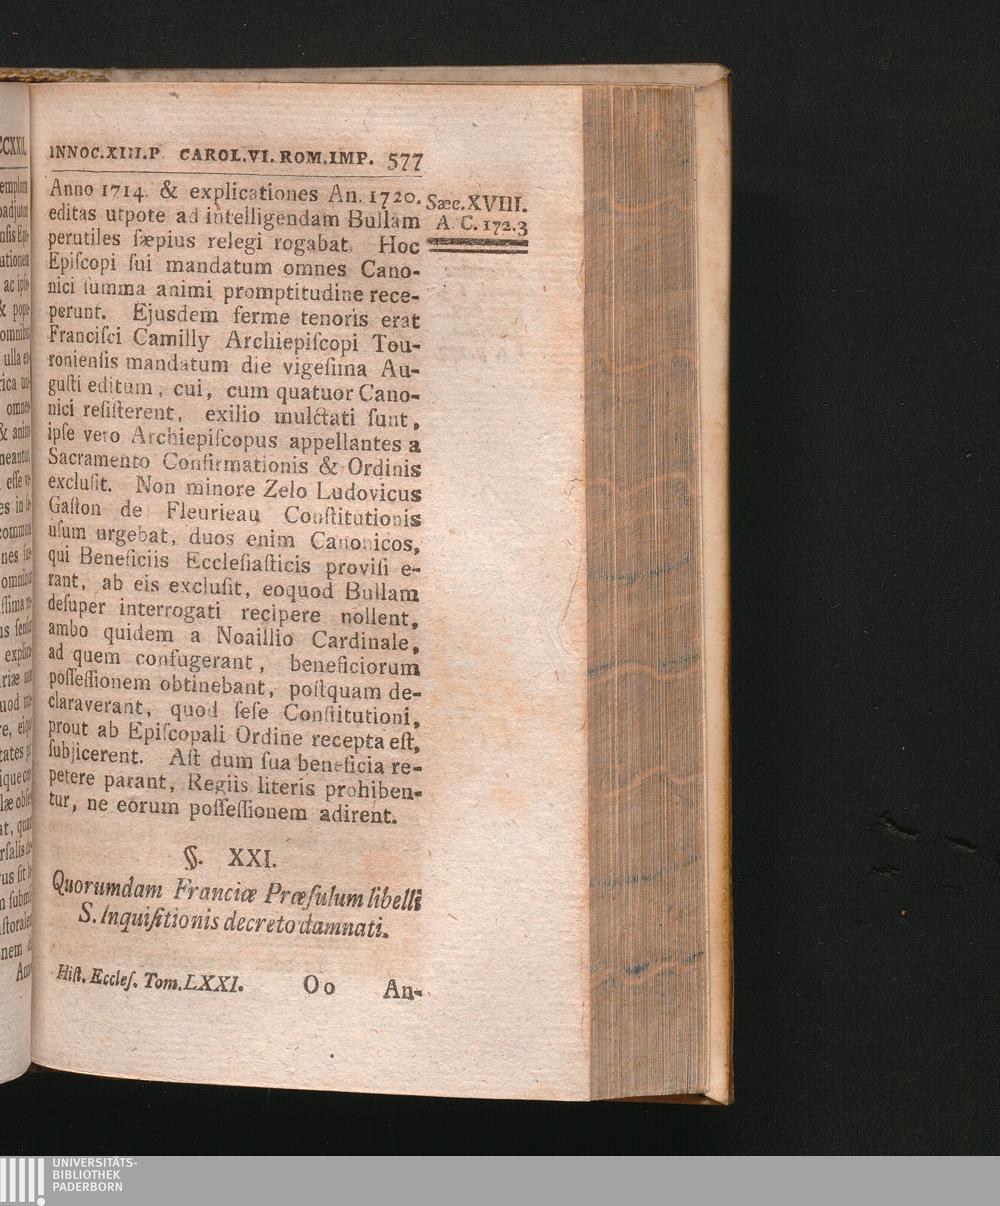 INNOC.XIII.P CAROL.VI.ROM.IMP. 577
Anno 1714. & explicationes An. 1720.
editas utpote ad intelligendam Bullam
perutiles ſæpius relegi rogabat. Hoc
Epiſcopi ſui mandatum omnes Cano-
nici ſumma animi promptitudine rece-
perunt. Ejusdem ferme tenoris erat
Franciſci Camilly Archiepiſcopi Tou-
ronienſis mandatum die vigeſima Au-
guſti editum, cui, cum quatuor Cano-
nici reſiſterent, exilio mulctati ſunt,
ipſe vero Archiepiſcopus appellantes a
Sacramento Confirmationis & Ordinis
excluſit. Non minore Zelo Ludovicus
Gaſton de Fleurieau Conſtitutionis
uſum urgebat, duos enim Canonicos,
qui Beneficiis Eccleſiaſticis proviſi e-
rant, ab eis excluſit, eoquod Bullam
deſuper interrogati recipere nollent,
ambo quidem a Noaillio Cardinale,
ad quem confugerant, beneficiorum
poſſeſſionem obtinebant, poſtquam de-
claraverant, quod ſeſe Conſtitutioni,
prout ab Epiſcopali Ordine recepta eſt,
ſubjicerent. Aſt dum ſua beneficia re-
petere parant, Regiis literis prohiben-
tur, ne eorum poſſeſſionem adirent.
Sæc.XVIII.
A. C. 172.3
§. XXI.
Quorumdam Franciæ Præſulum libelli
S. Inquiſitionis decreto damnati.
Hiſt. Eccleſ. Tom. LXXI. Oo An-
UNIVERSITÄTS-
BIBLIOTHEK
PADERBORN